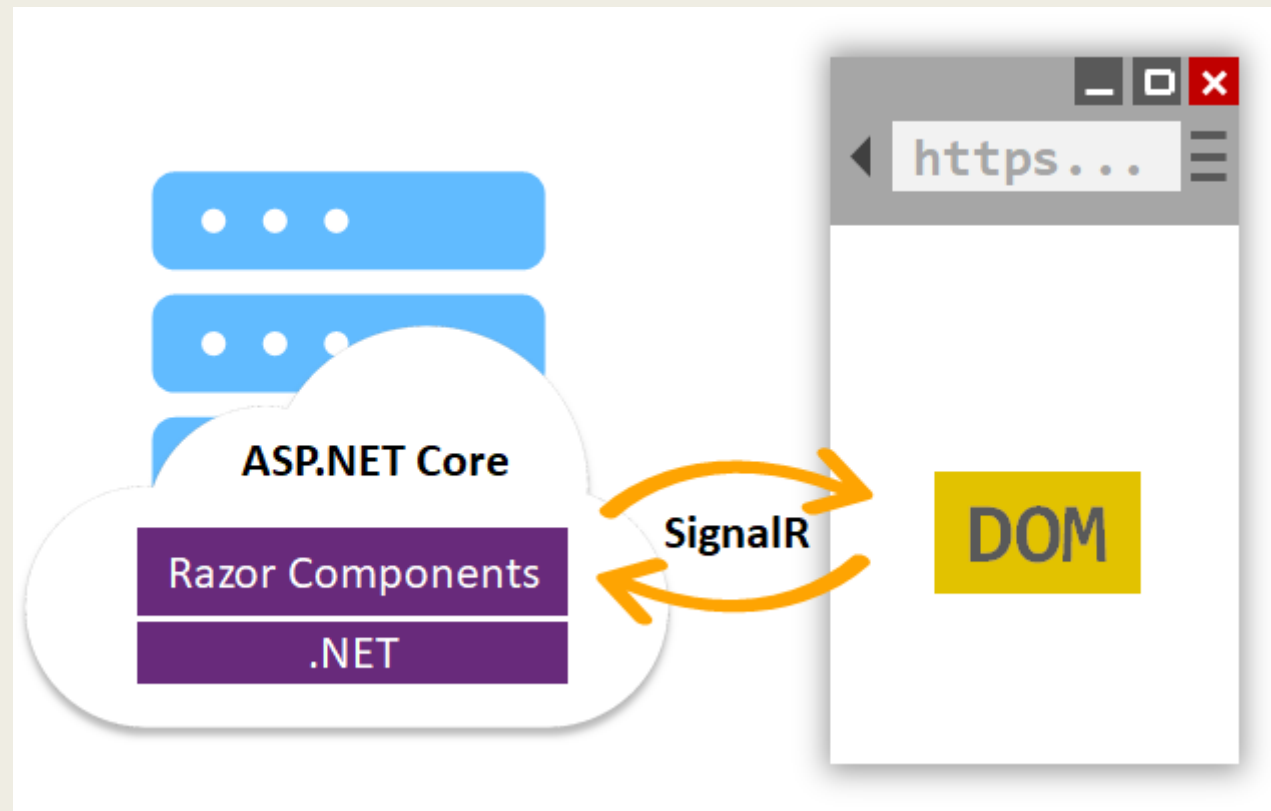 https...
ASP.NET Core
SignalR
DOM
Razor Components
.NET